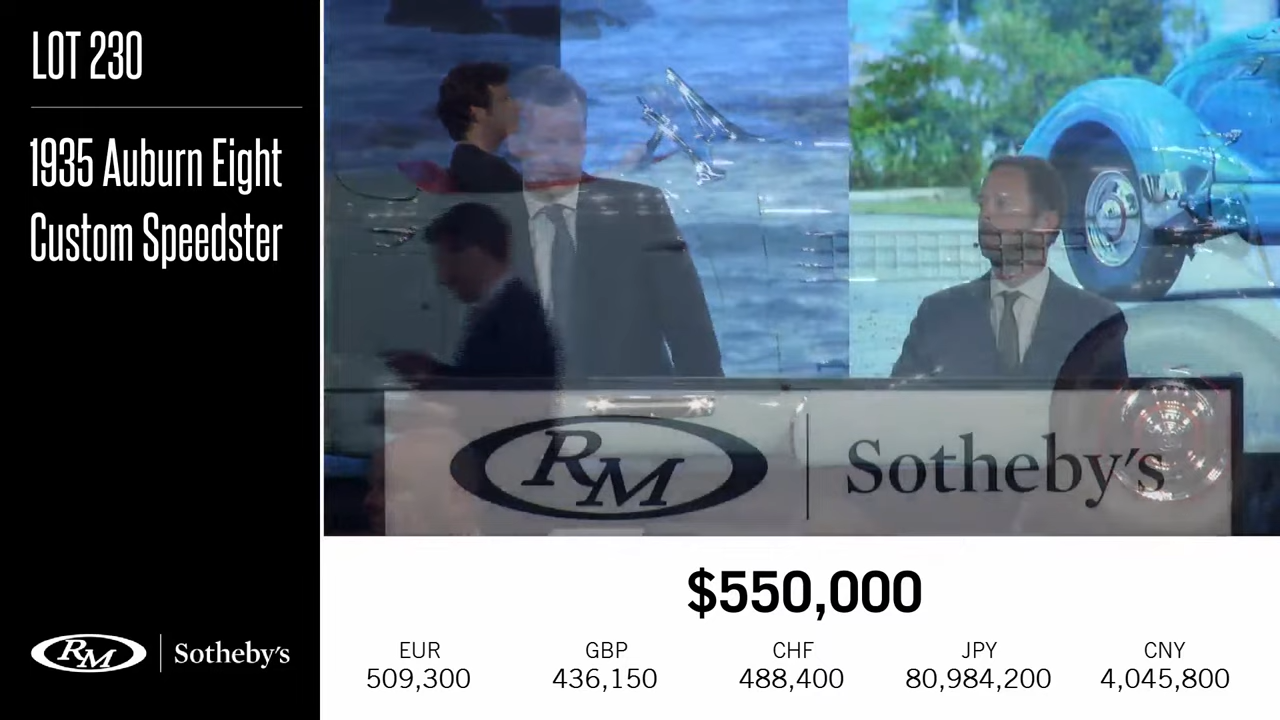 LOT 230
1935 Auburn Eight
Custom Speedster
RM | Sotheby's
RM | Sotheby's
$550,000
EUR
509,300
GBP
436,150
CHF
488,400
JPY
80,984,200
CNY
4,045,800